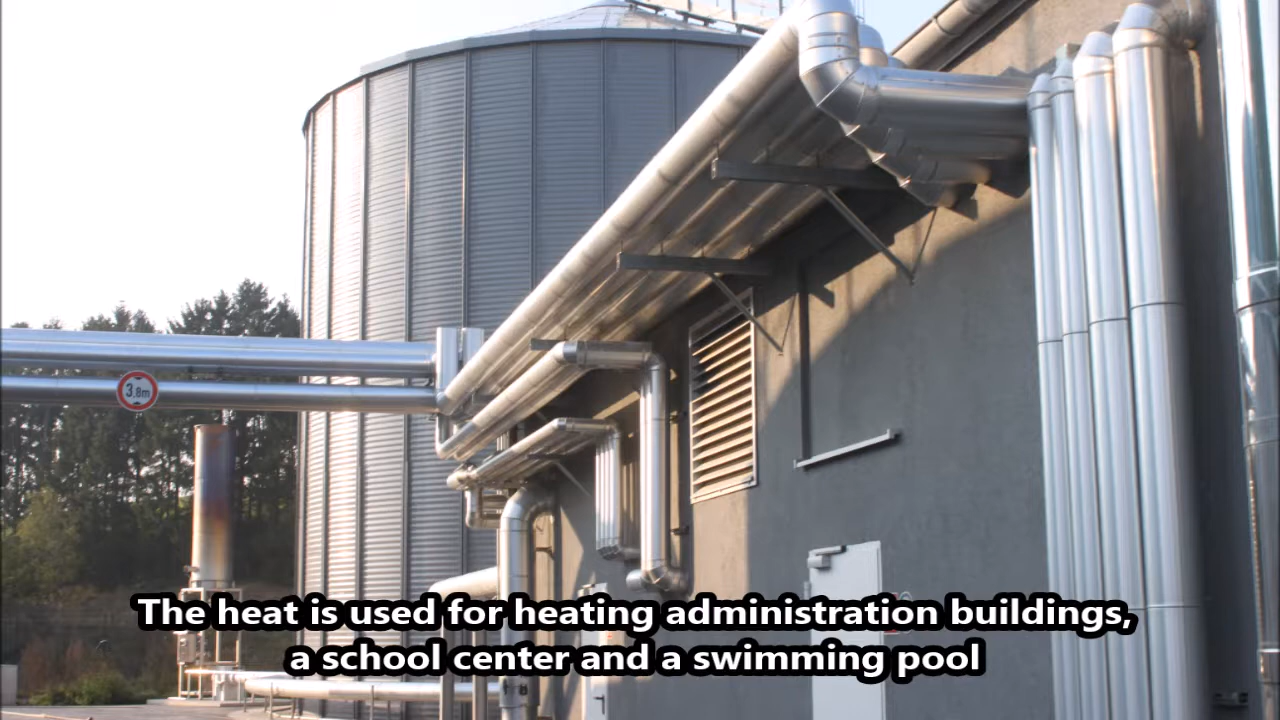 3,8m
The heat is used for heating administration buildings,
a school center and a swimming pool